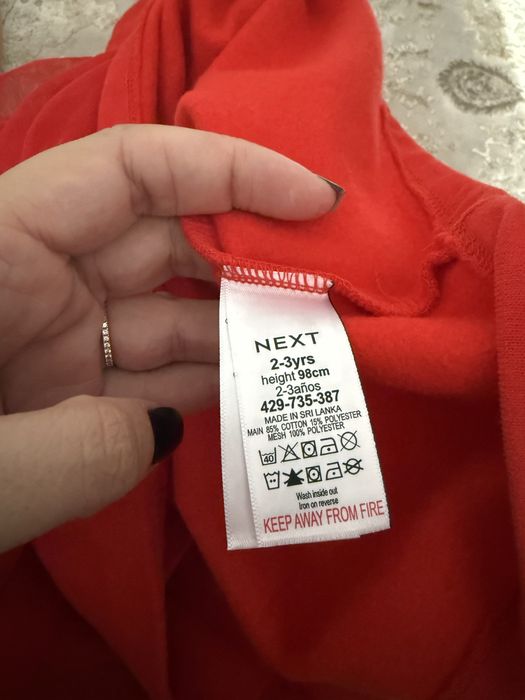 NEXT
2-3yrs
height 98cm
2-3años
429-735-387
MADE IN SRI LANKA
MAIN 85% COTTON 15% POLYESTER
MESH 100% POLYESTER
40
Wash inside out
Iron on reverse
KEEP AWAY FROM FIRE